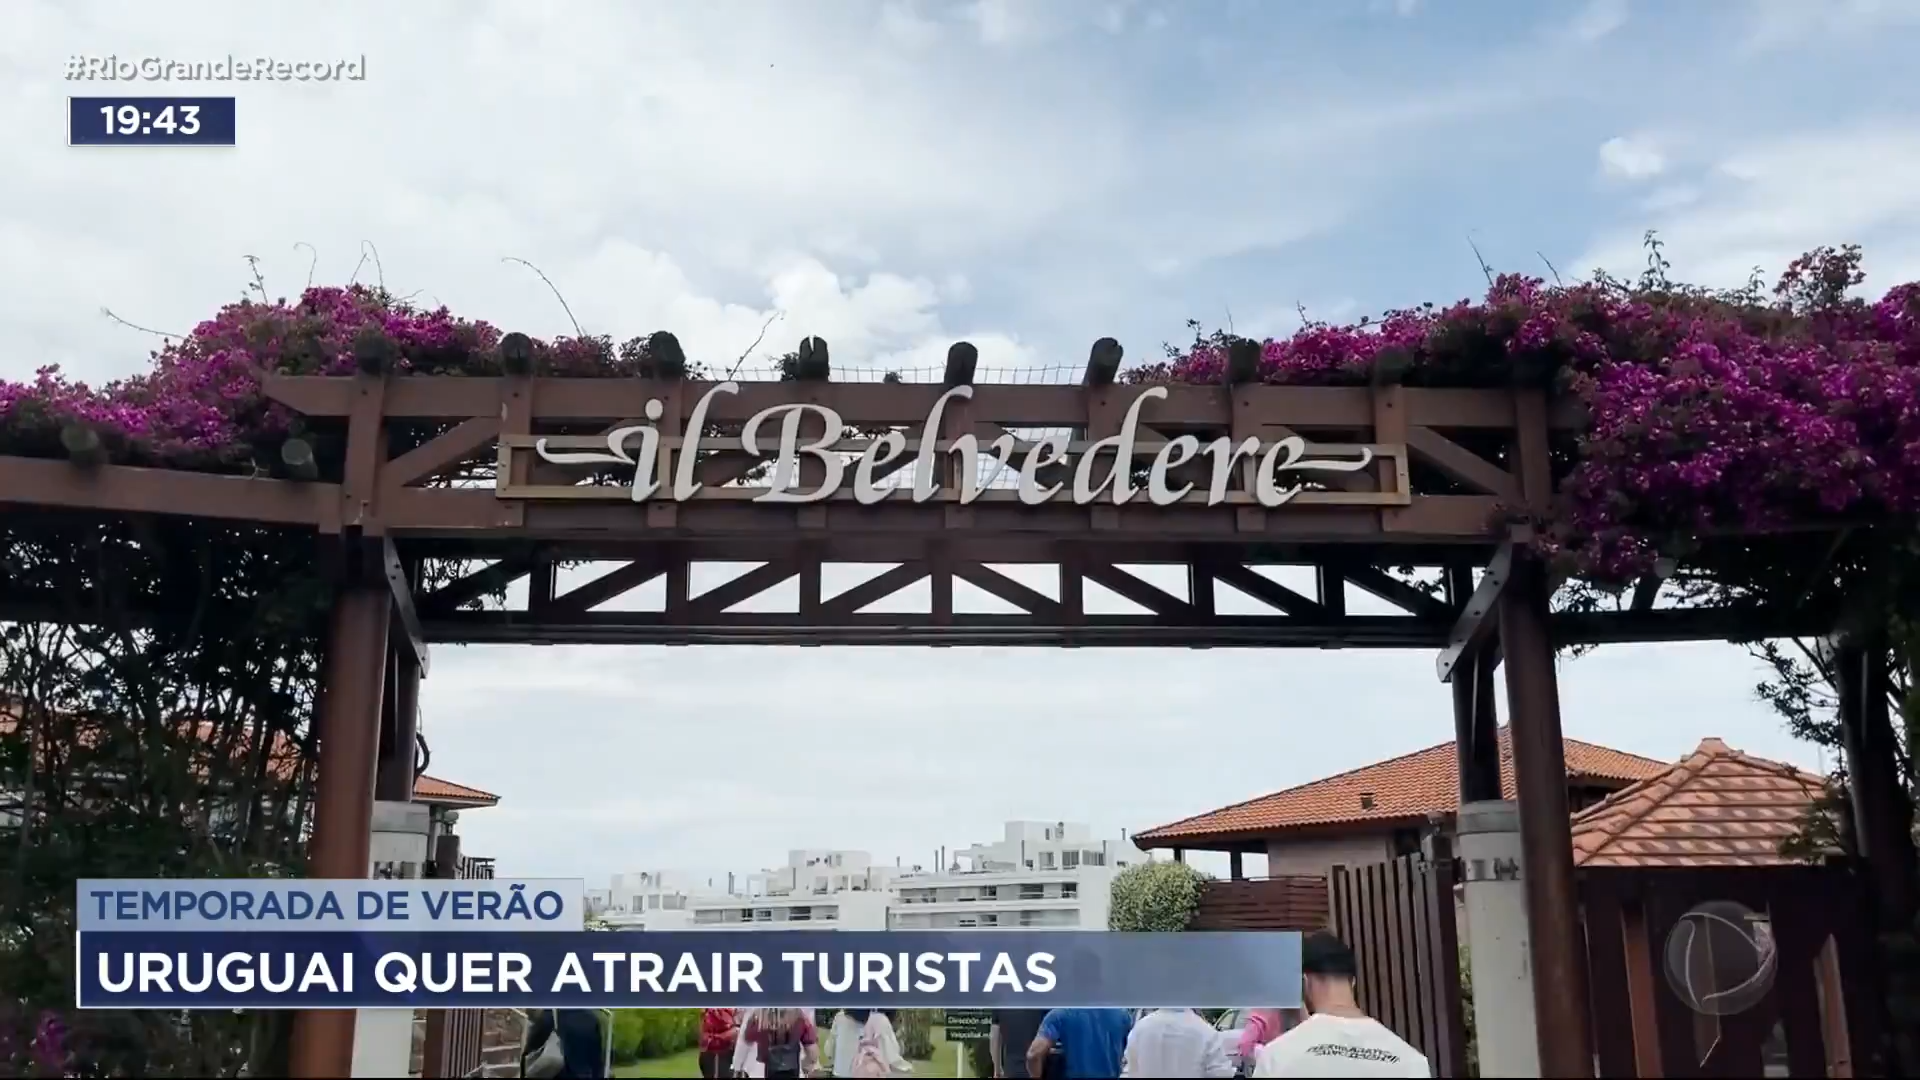 #RioGrandeRecord
19:43
il Belvedere
TEMPORADA DE VERÃO
URUGUAI QUER ATRAIR TURISTAS